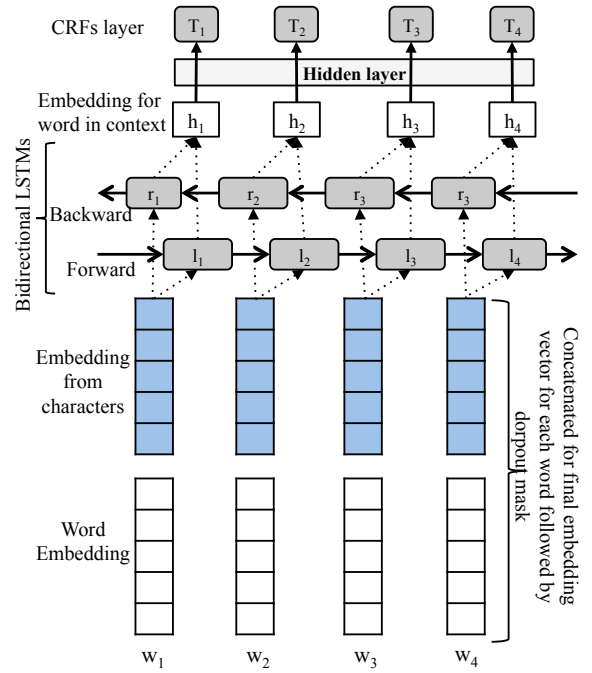 CRFs layer
T1 T2 T3 T4
Hidden layer
Embedding for
word in context
h1 h2 h3 h4
Bidirectional LSTMs
r1 r2 r3 r3
Backward
l1 l2 l3 l4
Forward
Embedding
from
characters
Word
Embedding
Concatenated for final embedding
vector for each word followed by
dorpout mask
w1 w2 w3 w4